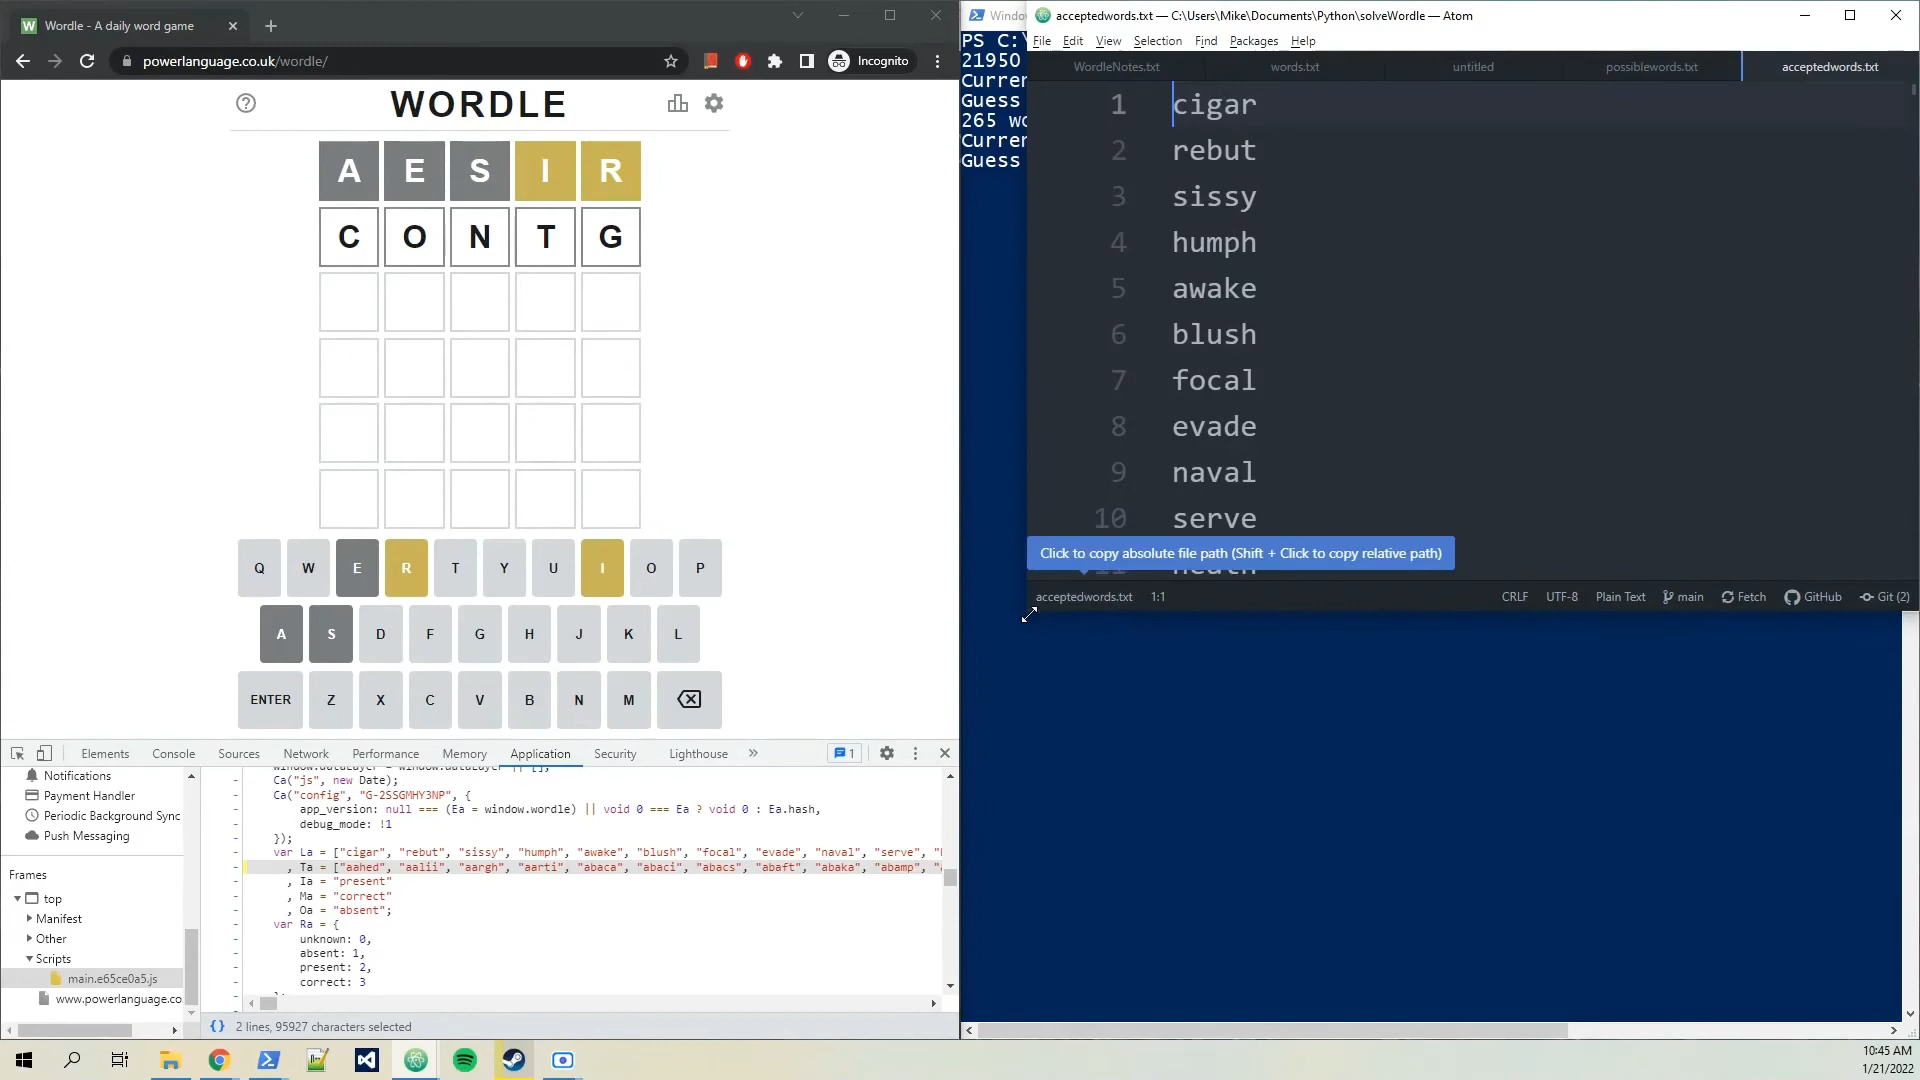 Wordle - A daily word game
powerlanguage.co.uk/wordle/
Incognito
WORDLE
A E S I R
C O N T G
Q W E R T Y U I O P
A S D F G H J K L
ENTER Z X C V B N M
Elements Console Sources Network Performance Memory Application Security Lighthouse » 1
Notifications
Payment Handler
Periodic Background Sync
Push Messaging
Frames
top
Manifest
Other
Scripts
main.e65ce0a5.js
www.powerlanguage.co
window.dataLayer = window.dataLayer || [],
Ca("js", new Date);
Ca("config", "G-2SSGMHY3NP", {
app_version: null === (Ea = window.wordle) || void 0 === Ea ? void 0 : Ea.hash,
debug_mode: !1
});
var La = ["cigar", "rebut", "sissy", "humph", "awake", "blush", "focal", "evade", "naval", "serve", "
, Ta = ["aahed", "aalii", "aargh", "aarti", "abaca", "abaci", "abacs", "abaft", "abaka", "abamp", "
, Ia = "present"
, Ma = "correct"
, Oa = "absent";
var Ra = {
unknown: 0,
absent: 1,
present: 2,
correct: 3
{ } 2 lines, 95927 characters selected
Windo
PS C:\
21950
Curren
Guess
265 wo
Curren
Guess
acceptedwords.txt — C:\Users\Mike\Documents\Python\solveWordle — Atom
File Edit View Selection Find Packages Help
WordleNotes.txt words.txt untitled possiblewords.txt acceptedwords.txt
1 cigar
2 rebut
3 sissy
4 humph
5 awake
6 blush
7 focal
8 evade
9 naval
10 serve
Click to copy absolute file path (Shift + Click to copy relative path)
acceptedwords.txt 1:1 CRLF UTF-8 Plain Text main Fetch GitHub Git (2)
10:45 AM
1/21/2022